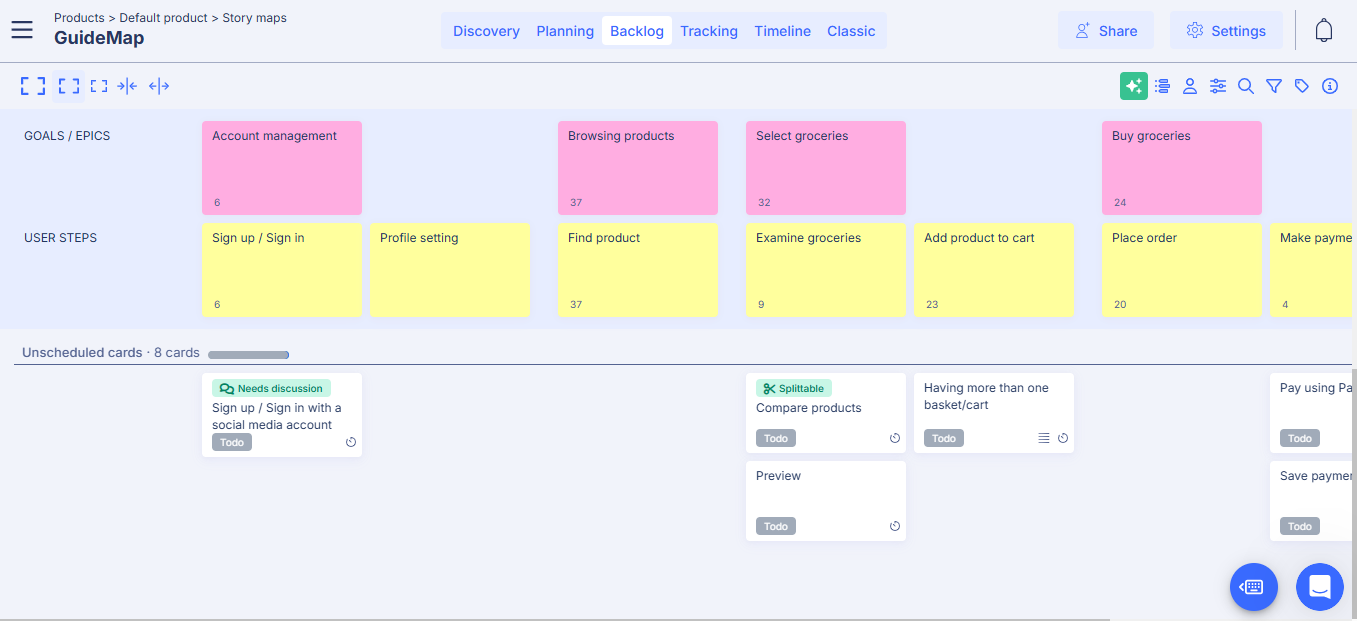 Products > Default product > Story maps
GuideMap
Discovery
Planning
Backlog
Tracking
Timeline
Classic
Share
Settings
GOALS / EPICS
Account management
6
Browsing products
37
Select groceries
32
Buy groceries
24
USER STEPS
Sign up / Sign in
6
Profile setting
Find product
37
Examine groceries
9
Add product to cart
23
Place order
20
Make payme
4
Unscheduled cards · 8 cards
Needs discussion
Sign up / Sign in with a
social media account
Todo
Splittable
Compare products
Todo
Having more than one
basket/cart
Todo
Pay using Pa
Todo
Preview
Todo
Save paymen
Todo